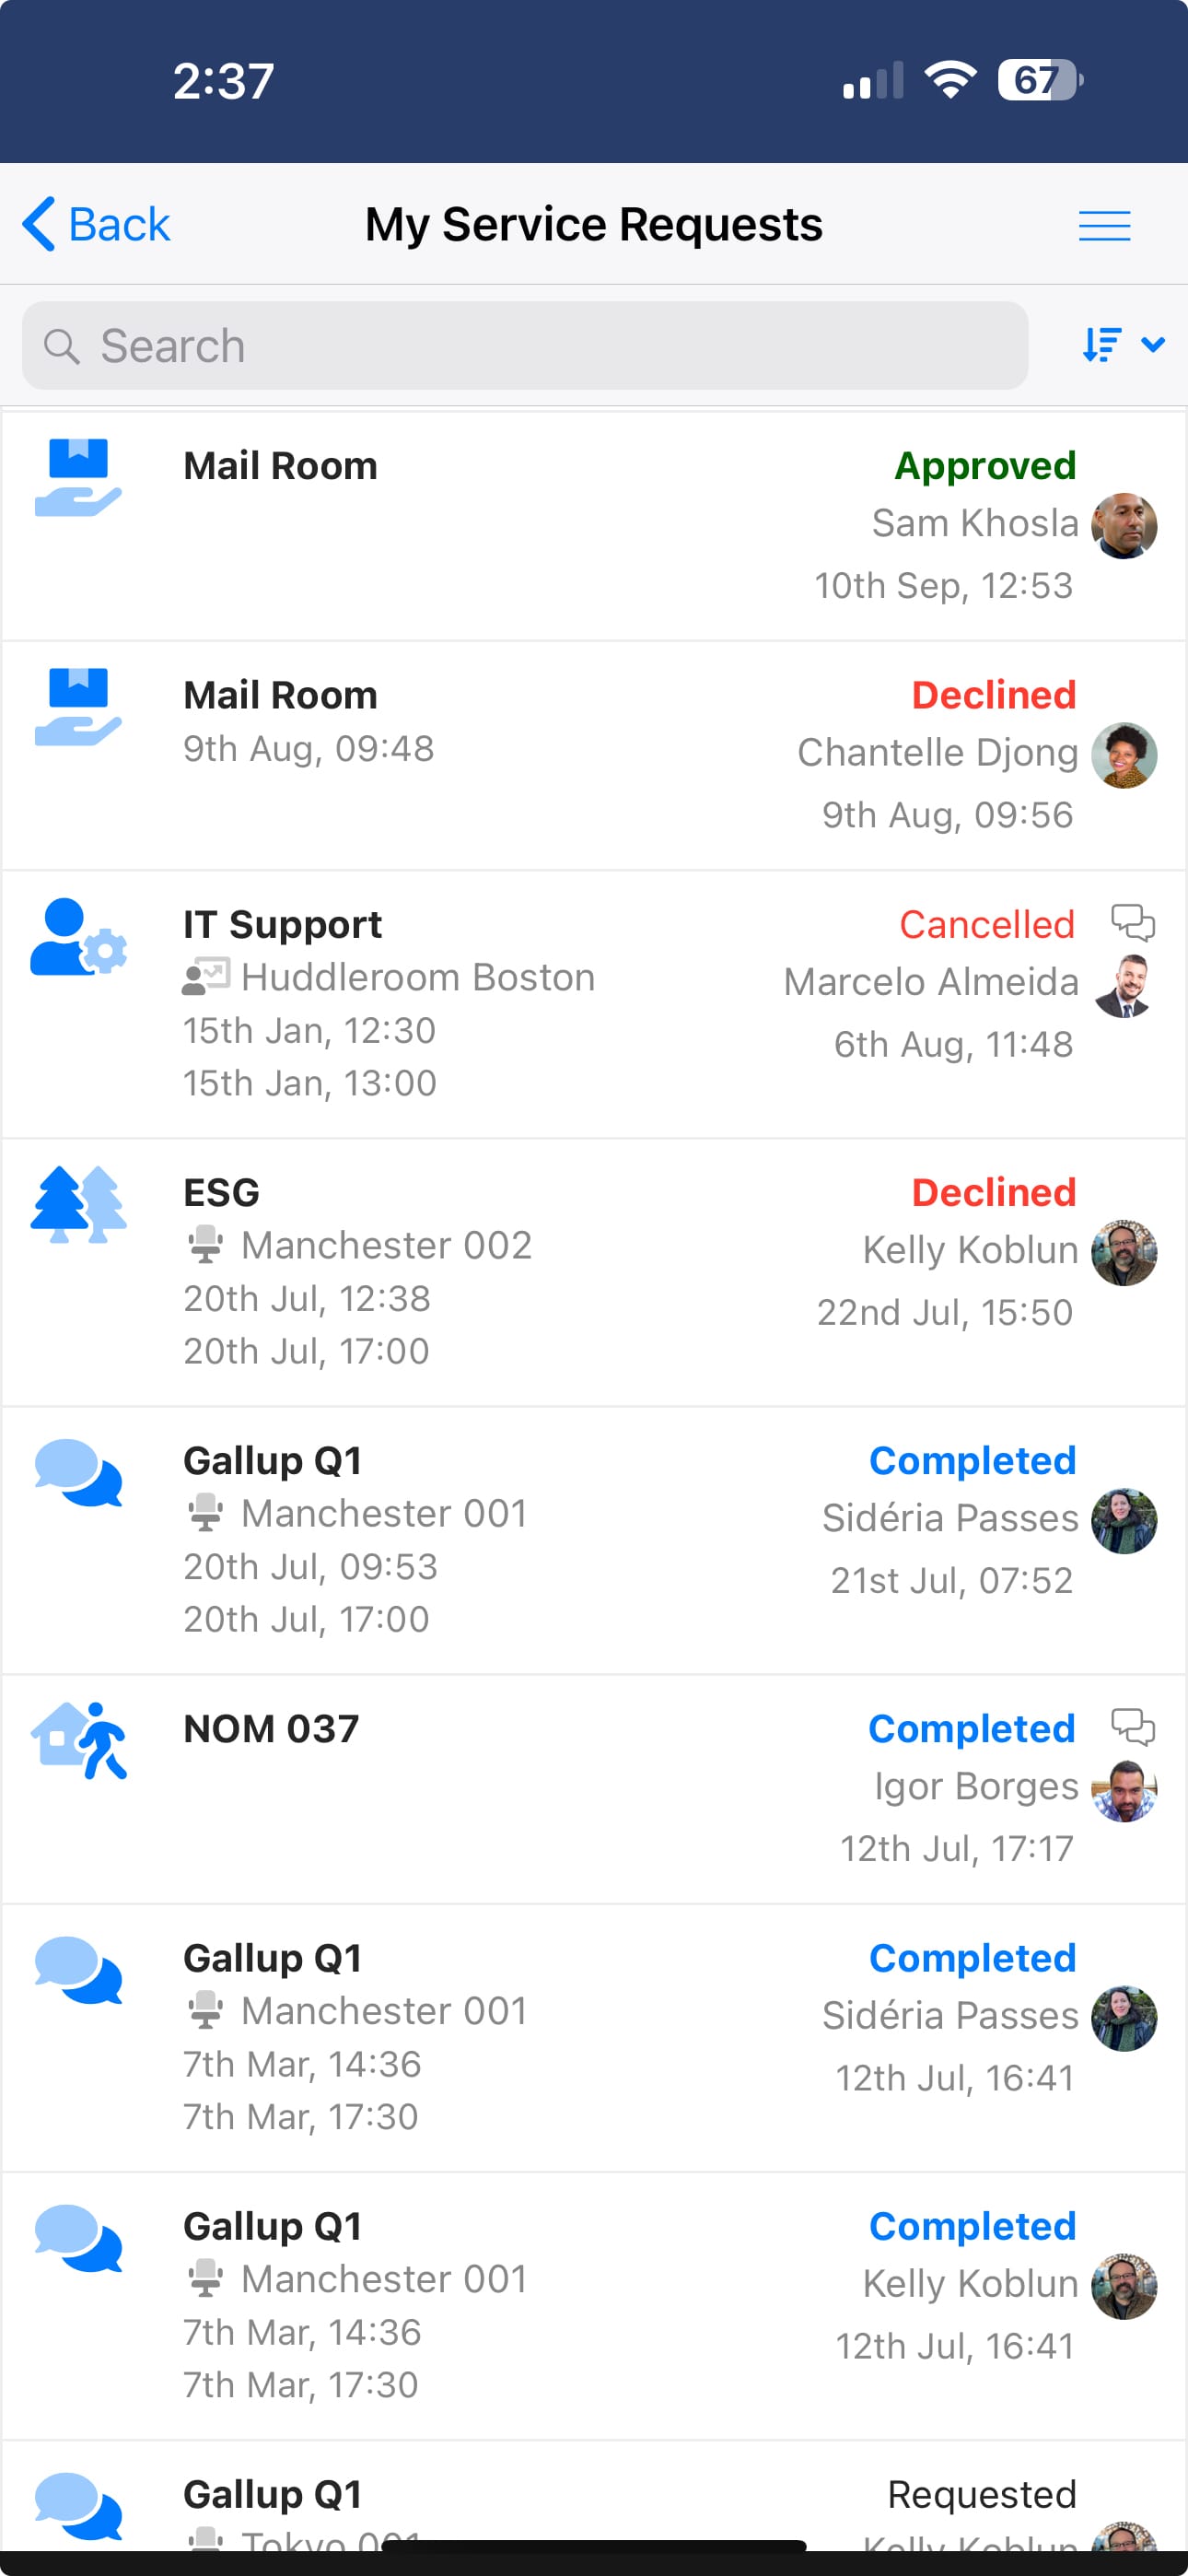 2:37
67
Back
My Service Requests
Search
Mail Room
Approved
Sam Khosla
10th Sep, 12:53
Mail Room
Declined
9th Aug, 09:48
Chantelle Djong
9th Aug, 09:56
IT Support
Cancelled
Huddleroom Boston
Marcelo Almeida
15th Jan, 12:30
6th Aug, 11:48
15th Jan, 13:00
ESG
Declined
Manchester 002
Kelly Koblun
20th Jul, 12:38
22nd Jul, 15:50
20th Jul, 17:00
Gallup Q1
Completed
Manchester 001
Sidéria Passes
20th Jul, 09:53
21st Jul, 07:52
20th Jul, 17:00
NOM 037
Completed
Igor Borges
12th Jul, 17:17
Gallup Q1
Completed
Manchester 001
Sidéria Passes
7th Mar, 14:36
12th Jul, 16:41
7th Mar, 17:30
Gallup Q1
Completed
Manchester 001
Kelly Koblun
7th Mar, 14:36
12th Jul, 16:41
7th Mar, 17:30
Gallup Q1
Requested
Tokyo 001
Kelly Koblun